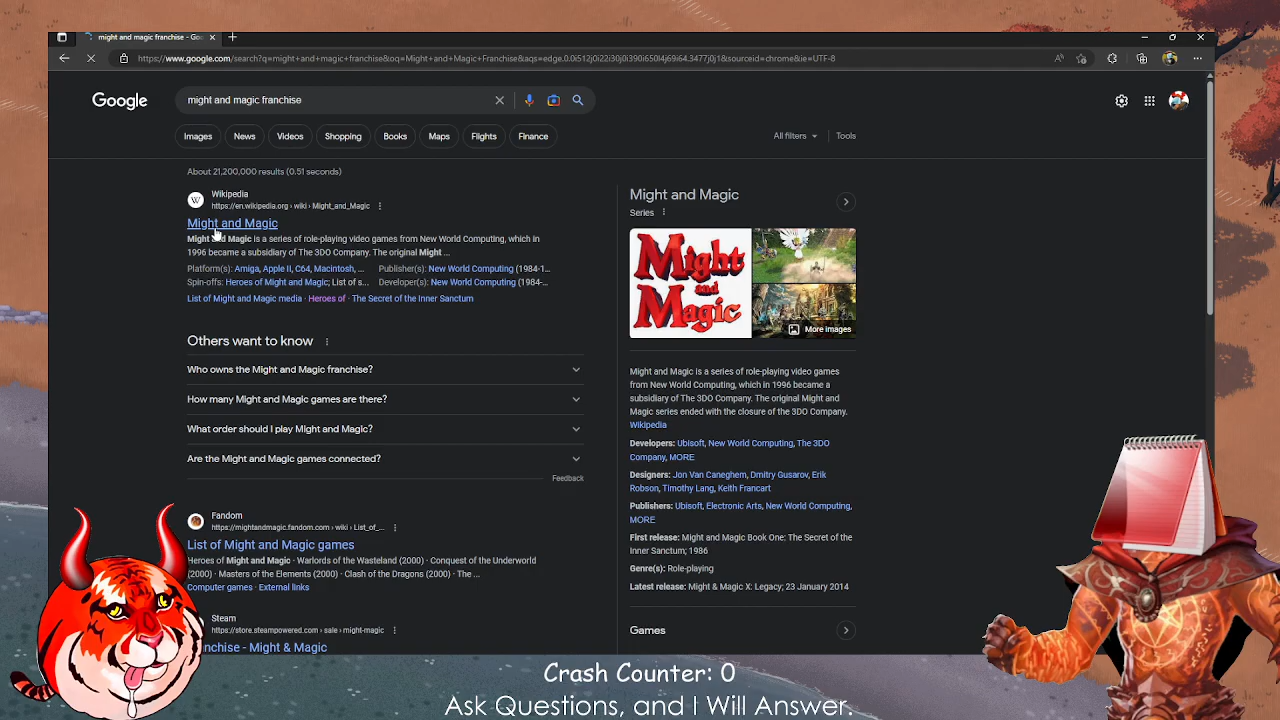 might and magic franchise - Goo
https://www.google.com/search?q=might+and+magic+franchise&oq=Might+and+Magic+Franchise&aqs=edge.0.0i512j0i22i30j0i390i650l4j69i64.3477j0j1&sourceid=chrome&ie=UTF-8
Google
might and magic franchise
Images
News
Videos
Shopping
Books
Maps
Flights
Finance
All filters
Tools
About 21,200,000 results (0.51 seconds)
W
Wikipedia
https://en.wikipedia.org › wiki › Might_and_Magic
Might and Magic
Might and Magic is a series of role-playing video games from New World Computing, which in
1996 became a subsidiary of The 3DO Company. The original Might ...
Platform(s): Amiga, Apple II, C64, Macintosh, ... Publisher(s): New World Computing (1984-1...
Spin-offs: Heroes of Might and Magic; List of s... Developer(s): New World Computing (1984-...
List of Might and Magic media · Heroes of · The Secret of the Inner Sanctum
Others want to know
Who owns the Might and Magic franchise?
How many Might and Magic games are there?
What order should I play Might and Magic?
Are the Might and Magic games connected?
Feedback
Fandom
https://mightandmagic.fandom.com › wiki › List_of_...
List of Might and Magic games
Heroes of Might and Magic · Warlords of the Wasteland (2000) · Conquest of the Underworld
(2000) · Masters of the Elements (2000) · Clash of the Dragons (2000) · The ...
Computer games · External links
Steam
https://store.steampowered.com › sale › might-magic
nchise - Might & Magic
Might and Magic
Series
Might
and
Magic
More images
Might and Magic is a series of role-playing video games
from New World Computing, which in 1996 became a
subsidiary of The 3DO Company. The original Might and
Magic series ended with the closure of the 3DO Company.
Wikipedia
Developers: Ubisoft, New World Computing, The 3DO
Company, MORE
Designers: Jon Van Caneghem, Dmitry Gusarov, Erik
Robson, Timothy Lang, Keith Francart
Publishers: Ubisoft, Electronic Arts, New World Computing,
MORE
First release: Might and Magic Book One: The Secret of the
Inner Sanctum; 1986
Genre(s): Role-playing
Latest release: Might & Magic X: Legacy; 23 January 2014
Games
Crash Counter: 0
Ask Questions, and I Will Answer.